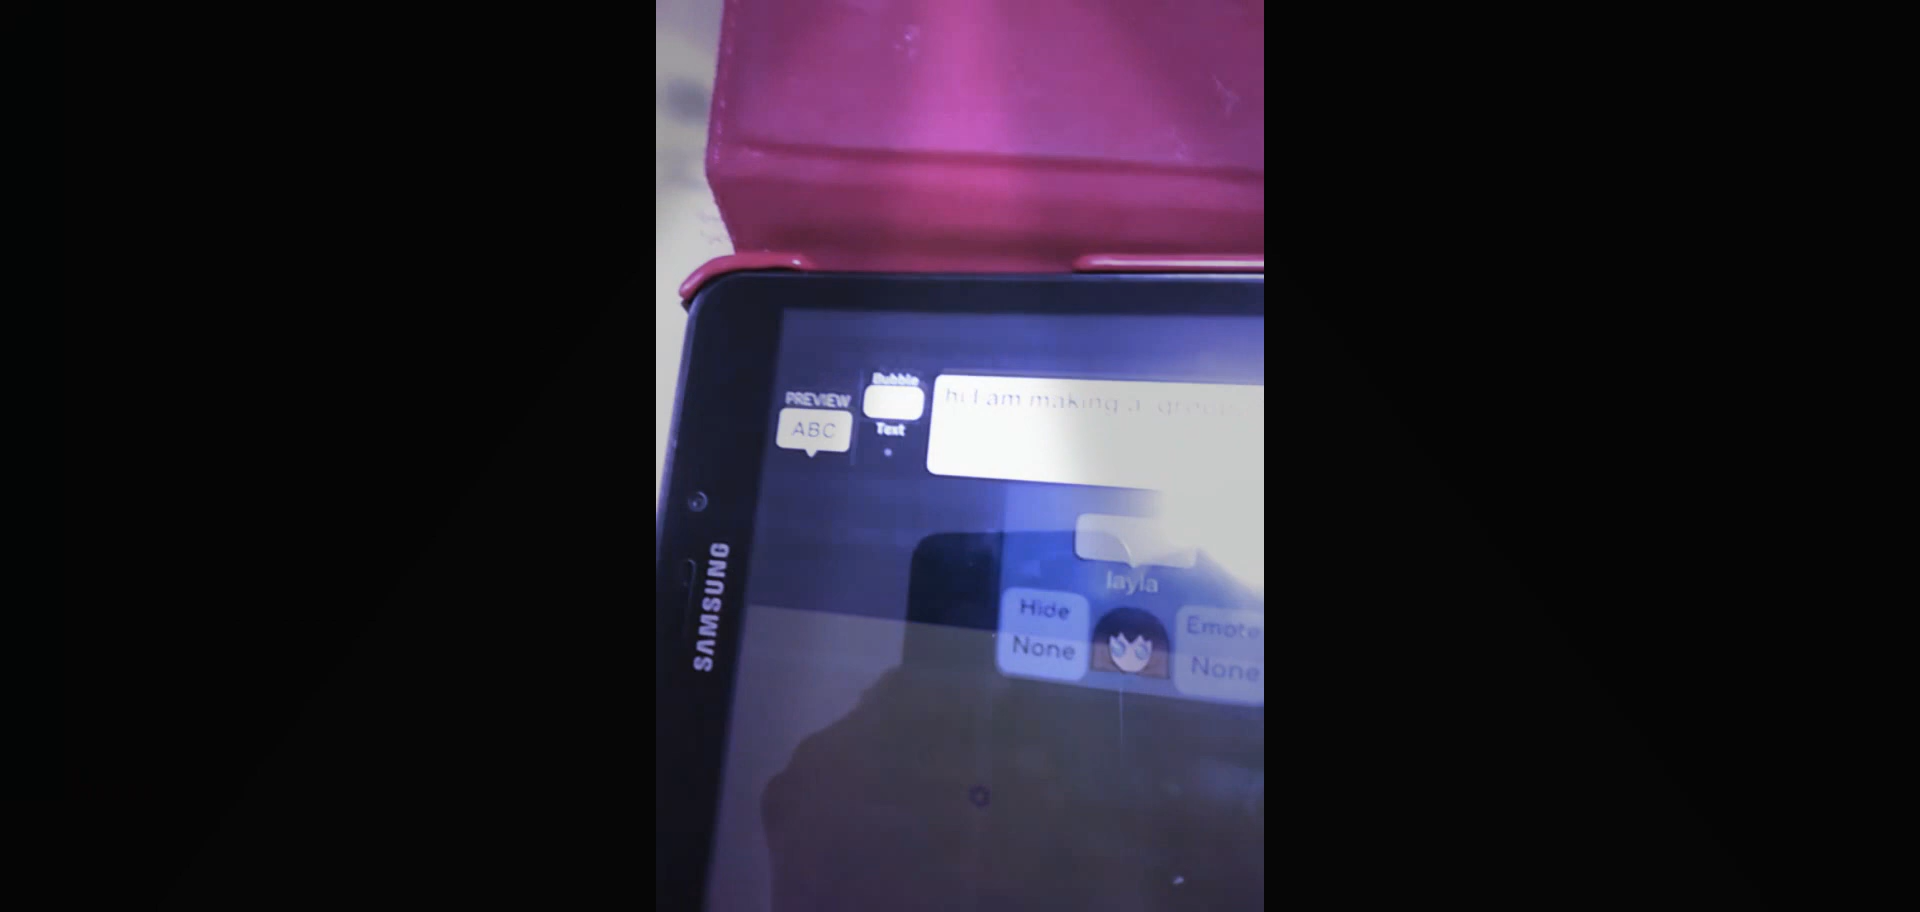 Bubble
PREVIEW
ABC
Text
hi I am making a
layla
Hide
None
Emote
None
SAMSUNG